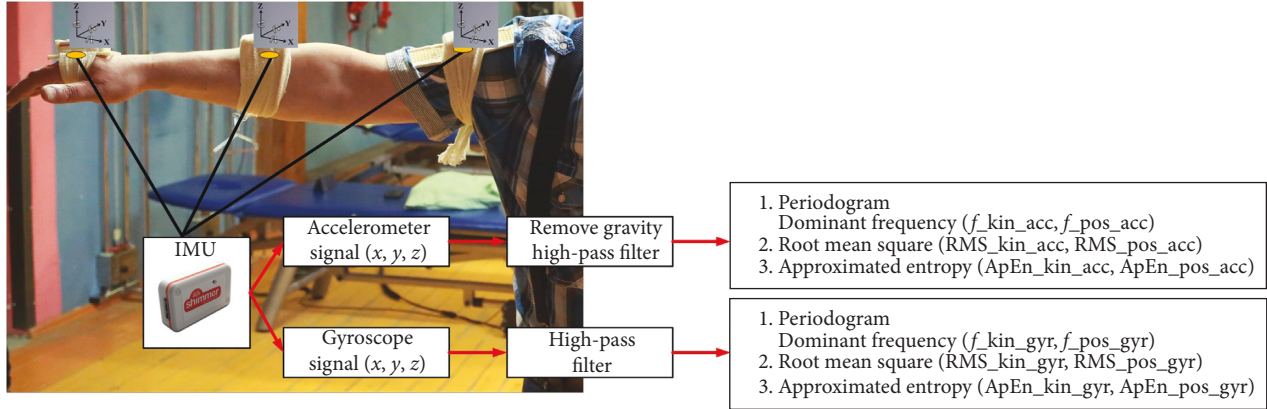 Z
Y
X
Z
Y
X
Z
Y
X
IMU
shimmer
Accelerometer
signal (x, y, z)
Remove gravity
high-pass filter
1. Periodogram
Dominant frequency (f_kin_acc, f_pos_acc)
2. Root mean square (RMS_kin_acc, RMS_pos_acc)
3. Approximated entropy (ApEn_kin_acc, ApEn_pos_acc)
Gyroscope
signal (x, y, z)
High-pass
filter
1. Periodogram
Dominant frequency (f_kin_gyr, f_pos_gyr)
2. Root mean square (RMS_kin_gyr, RMS_pos_gyr)
3. Approximated entropy (ApEn_kin_gyr, ApEn_pos_gyr)